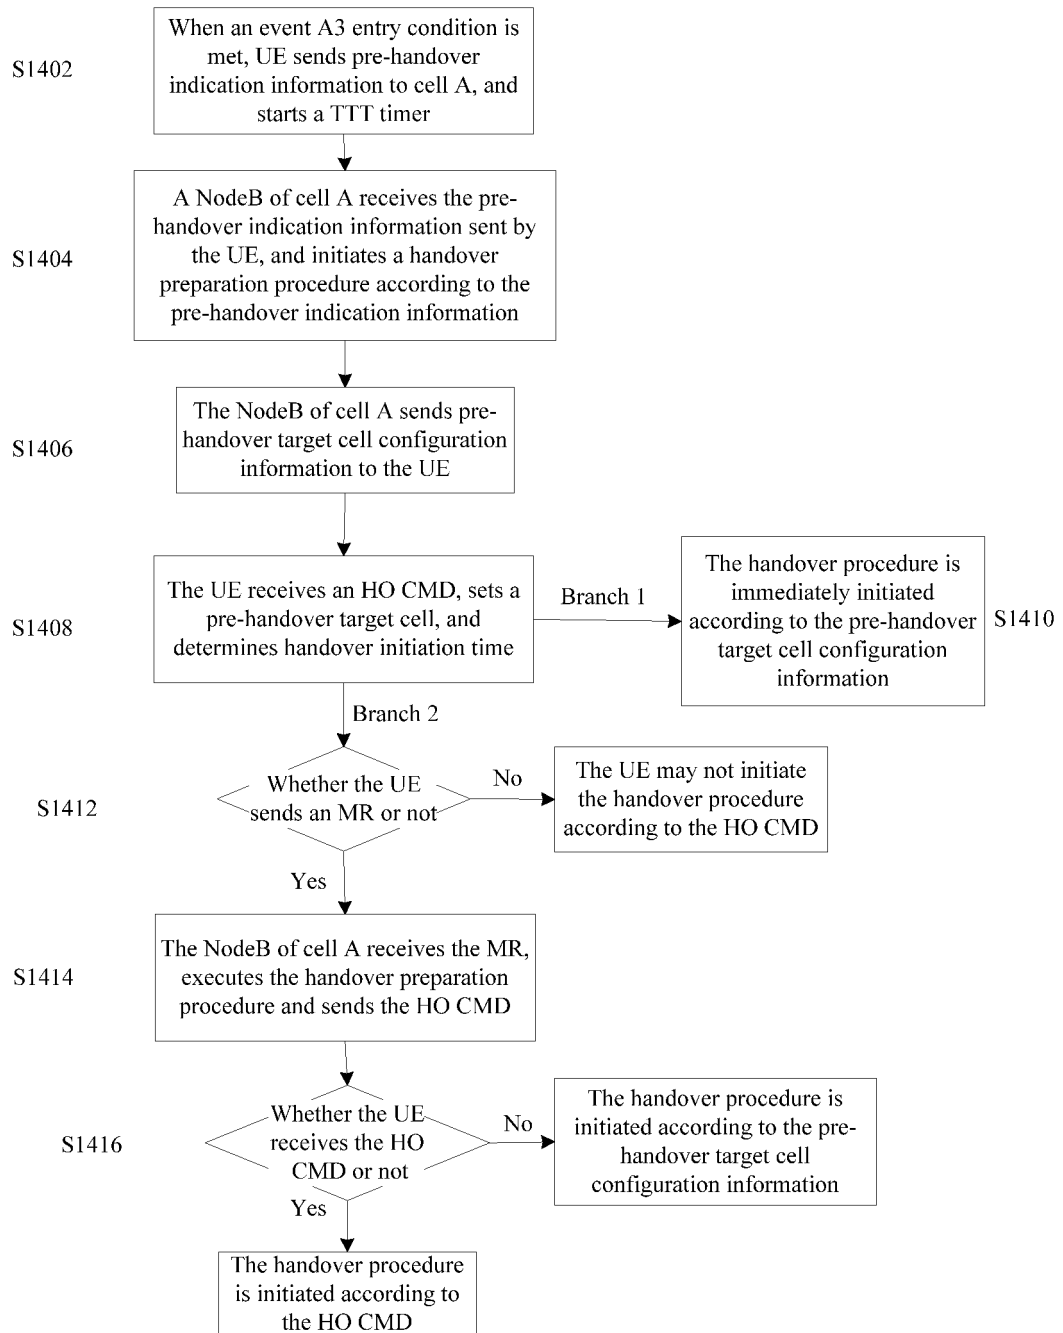 S1402
When an event A3 entry condition is
met, UE sends pre-handover
indication information to cell A, and
starts a TTT timer
S1404
A NodeB of cell A receives the pre-
handover indication information sent by
the UE, and initiates a handover
preparation procedure according to the
pre-handover indication information
S1406
The NodeB of cell A sends pre-
handover target cell configuration
information to the UE
S1408
The UE receives an HO CMD, sets a
pre-handover target cell, and
determines handover initiation time
Branch 1
The handover procedure is
immediately initiated
according to the pre-handover
target cell configuration
information
S1410
Branch 2
S1412
Whether the UE
sends an MR or not
No
The UE may not initiate
the handover procedure
according to the HO CMD
Yes
S1414
The NodeB of cell A receives the MR,
executes the handover preparation
procedure and sends the HO CMD
S1416
Whether the UE
receives the HO
CMD or not
No
The handover procedure is
initiated according to the pre-
handover target cell
configuration information
Yes
The handover procedure
is initiated according to
the HO CMD